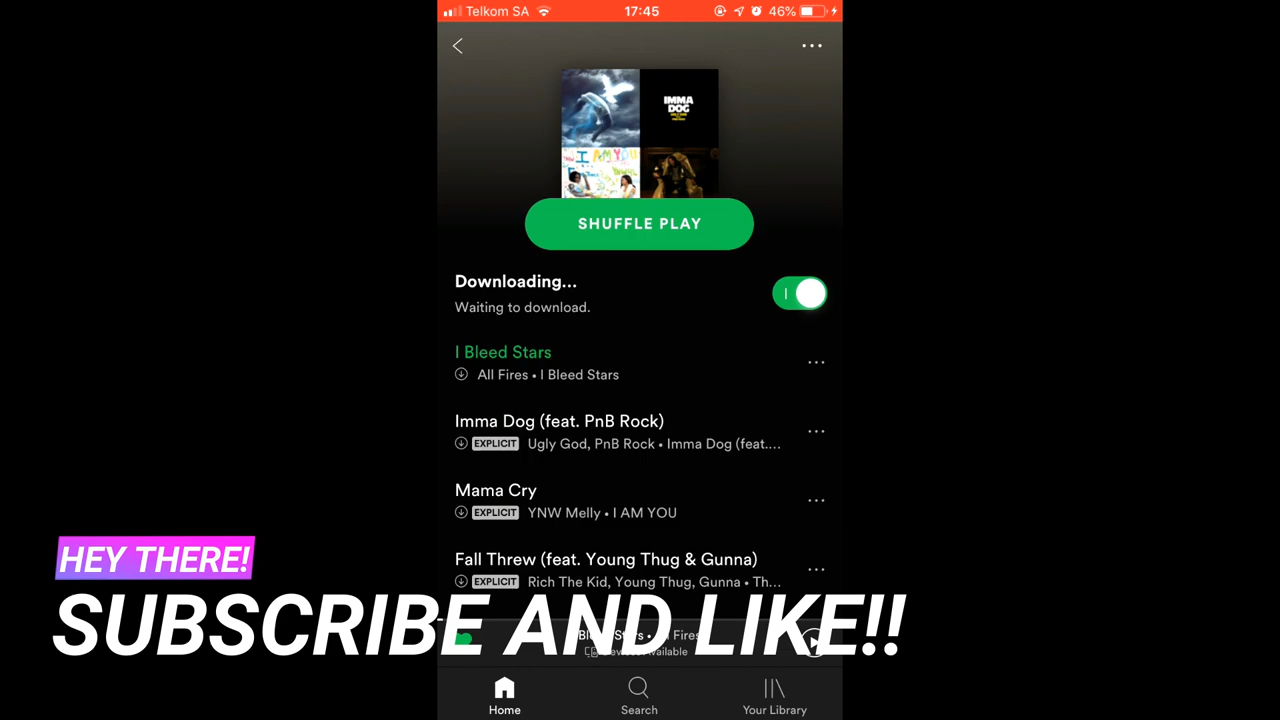 Telkom SA 17:45 46%
IMMA
DOG
I AM YOU
SHUFFLE PLAY
Downloading...
Waiting to download.
I Bleed Stars
All Fires • I Bleed Stars
Imma Dog (feat. PnB Rock)
EXPLICIT Ugly God, PnB Rock • Imma Dog (feat....
Mama Cry
EXPLICIT YNW Melly • I AM YOU
Fall Threw (feat. Young Thug & Gunna)
EXPLICIT Rich The Kid, Young Thug, Gunna • Th...
HEY THERE!
SUBSCRIBE AND LIKE!!
Home Search Your Library